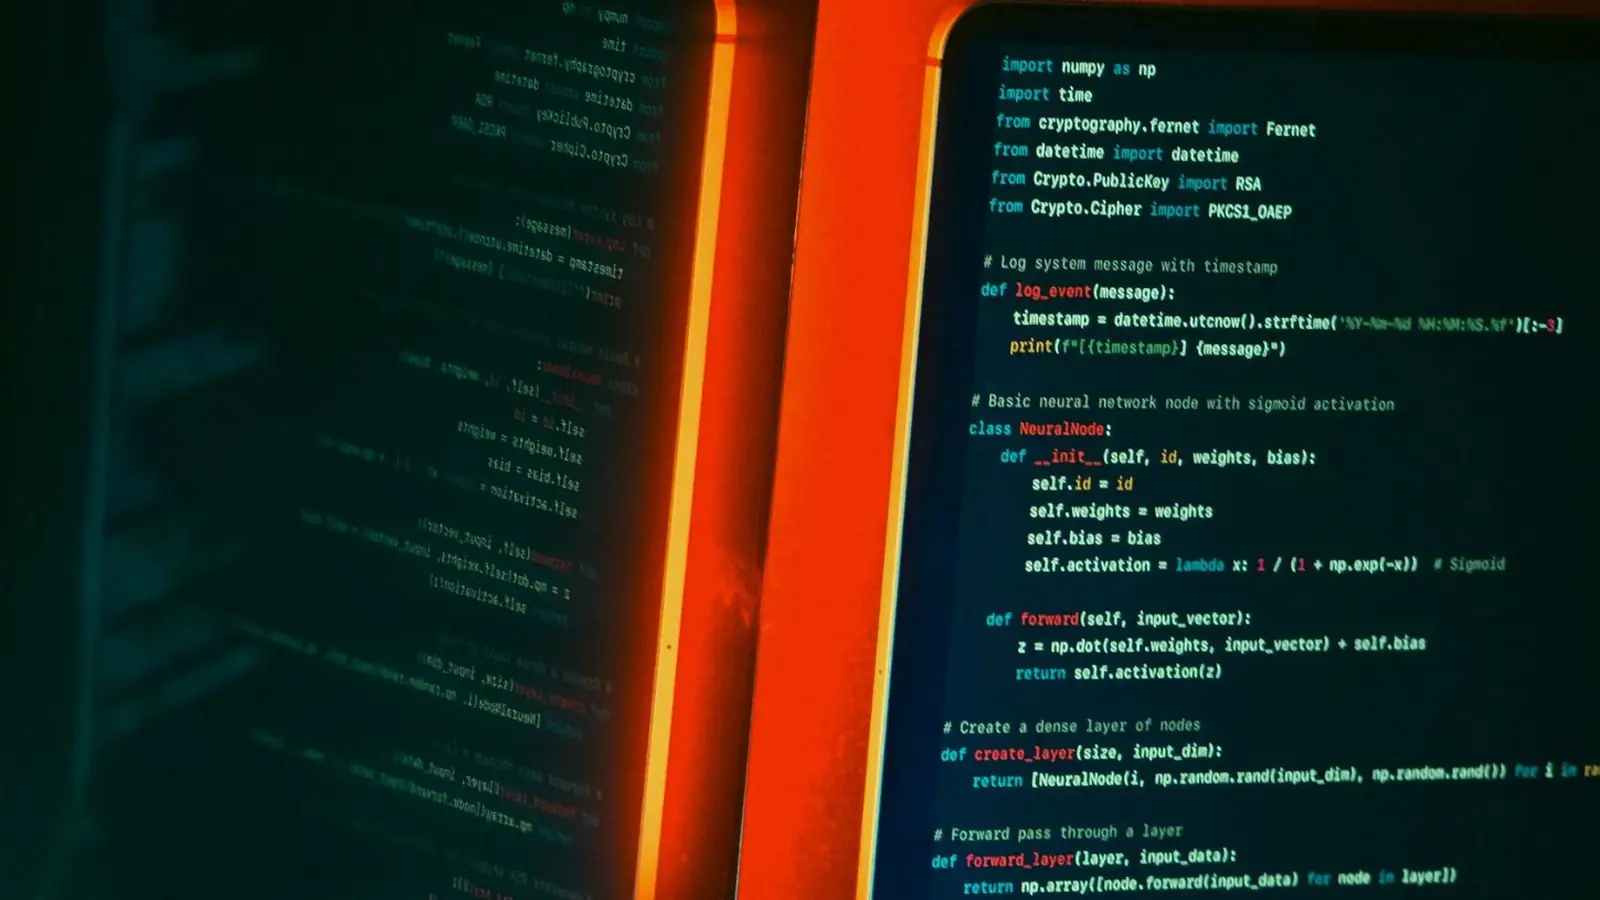 import numpy as np
import time
from cryptography.fernet import Fernet
from datetime import datetime
from Crypto.PublicKey import RSA
from Crypto.Cipher import PKCS1_OAEP
# Log system message with timestamp
def log_event(message):
timestamp = datetime.utcnow().strftime('%Y-%m-%d %H:%M:%S.%f')[:-3]
print(f"[{timestamp}] {message}")
# Basic neural network node with sigmoid activation
class NeuralNode:
def __init__(self, id, weights, bias):
self.id = id
self.weights = weights
self.bias = bias
self.activation = lambda x: 1 / (1 + np.exp(-x)) # Sigmoid
def forward(self, input_vector):
z = np.dot(self.weights, input_vector) + self.bias
return self.activation(z)
# Create a dense layer of nodes
def create_layer(size, input_dim):
return [NeuralNode(i, np.random.rand(input_dim), np.random.rand()) for i in ra
# Forward pass through a layer
def forward_layer(layer, input_data):
return np.array([node.forward(input_data) for node in layer])